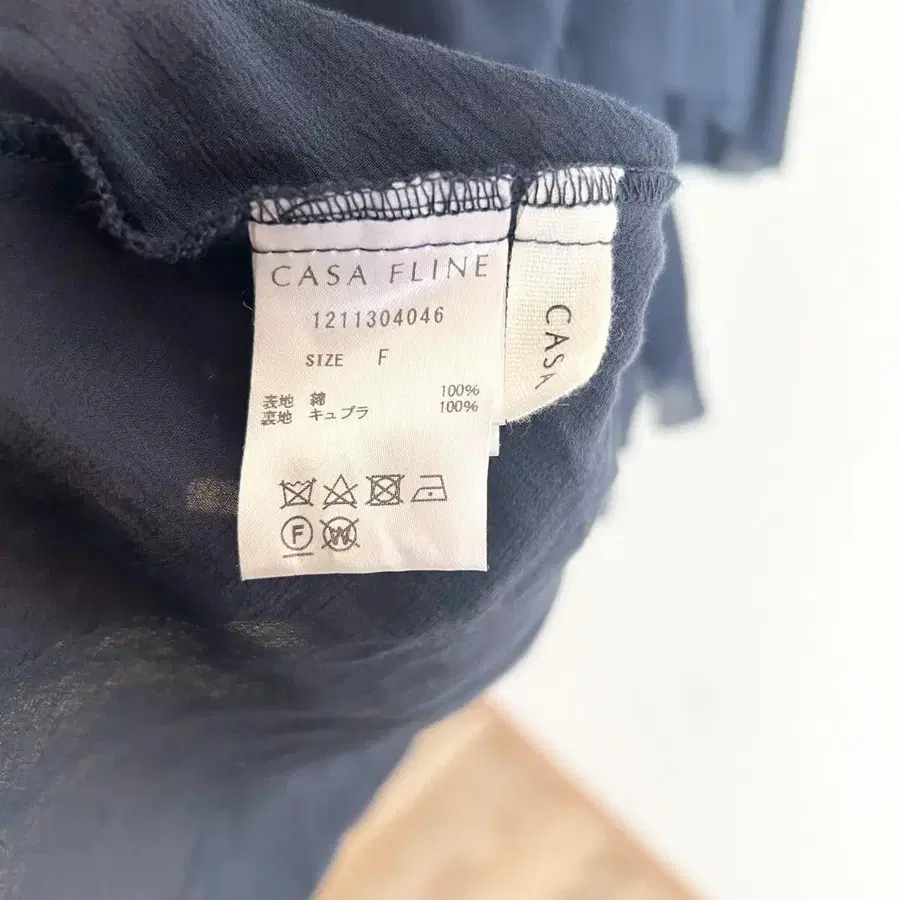 CASA FLINE
1211304046
SIZE F
表地 綿 100%
裏地 キュプラ 100%
F
W
CASA